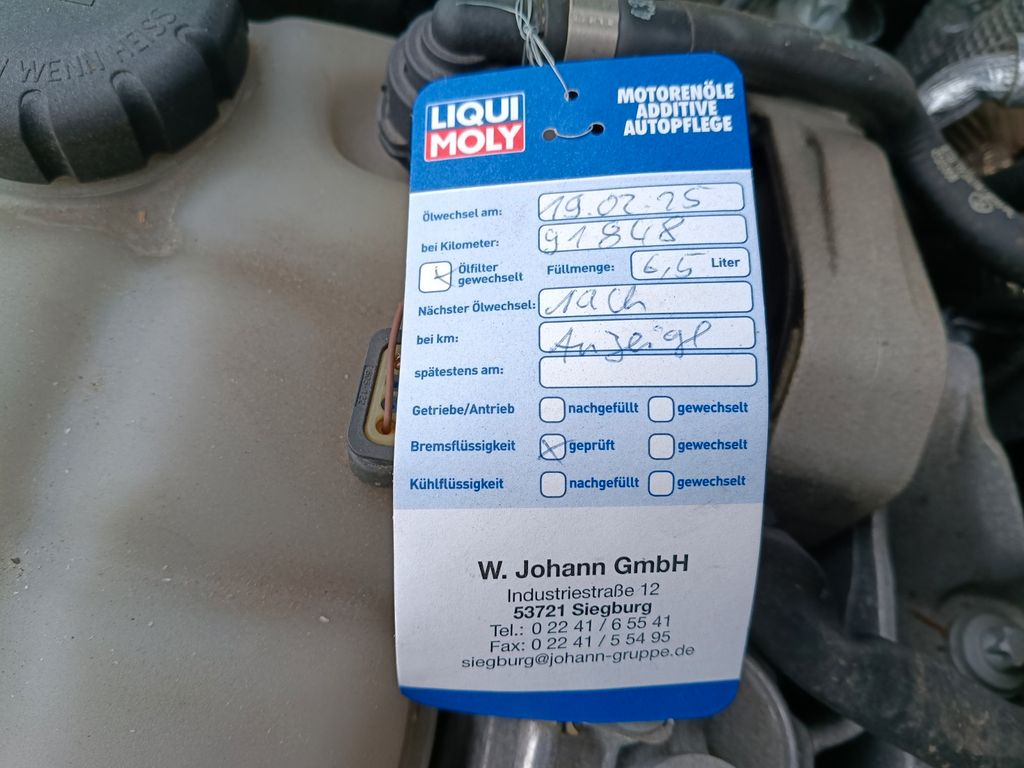 WENN HEISS
LIQUI
MOLY
MOTORENÖLE
ADDITIVE
AUTOPFLEGE
Ölwechsel am: 19.02.25
bei Kilometer: 91848
Ölfilter
gewechselt
Füllmenge: 6,5 Liter
Nächster Ölwechsel: nach
bei km: Anzeige
spätestens am:
Getriebe/Antrieb nachgefüllt gewechselt
Bremsflüssigkeit geprüft gewechselt
Kühlflüssigkeit nachgefüllt gewechselt
W. Johann GmbH
Industriestraße 12
53721 Siegburg
Tel.: 0 22 41 / 6 55 41
Fax: 0 22 41 / 5 54 95
siegburg@johann-gruppe.de